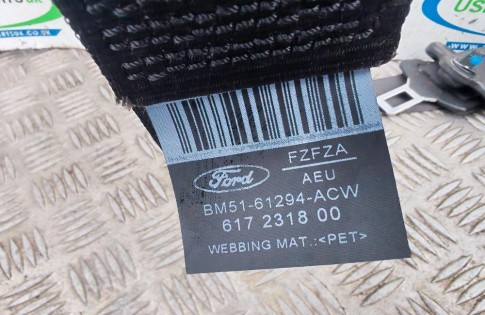 FZFZA
Ford
AEU
BM51-61294-ACW
617 2318 00
WEBBING MAT.:<PET>